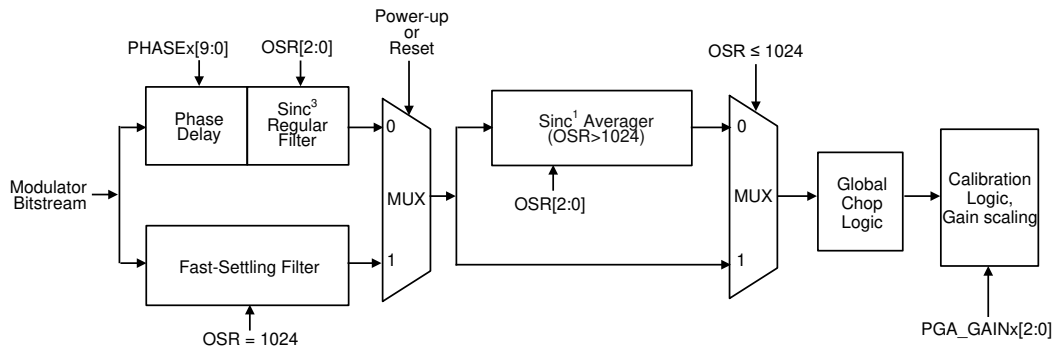 Power-up
or
Reset
PHASEx[9:0]
OSR[2:0]
OSR ≤ 1024
Phase
Delay
Sinc³
Regular
Filter
0
Sinc¹ Averager
(OSR>1024)
0
Modulator
Bitstream
MUX
OSR[2:0]
MUX
Global
Chop
Logic
Calibration
Logic,
Gain scaling
Fast-Settling Filter
1
1
OSR = 1024
PGA_GAINx[2:0]